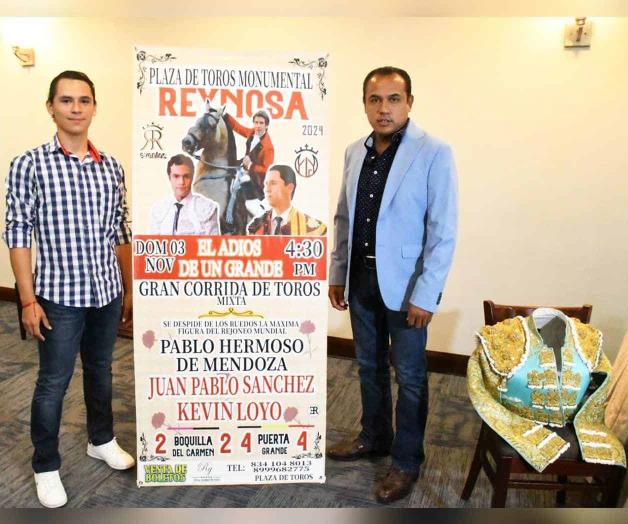 PLAZA DE TOROS MONUMENTAL
REYNOSA
2024
DOM 03 NOV
EL ADIOS DE UN GRANDE
4:30 PM
GRAN CORRIDA DE TOROS
MIXTA
SE DESPIDE DE LOS RUEDOS LA MAXIMA
FIGURA DEL REJONEO MUNDIAL
PABLO HERMOSO
DE MENDOZA
JUAN PABLO SANCHEZ
KEVIN LOYO
2 BOQUILLA DEL CARMEN 2 4 PUERTA GRANDE 4
VENTA DE BOLETOS
TEL: 834 104 8013
8999682775
PLAZA DE TOROS